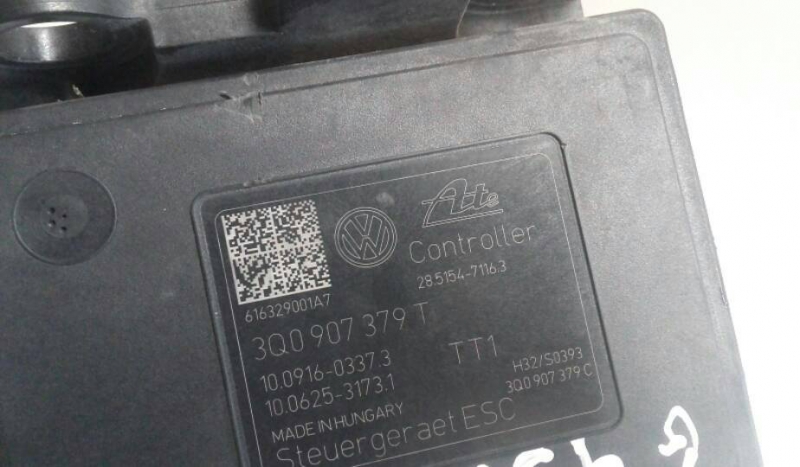 Ate
Controller
28.5154-7116.3
616329001A7
3Q0 907 379 T
10.0916-0337.3
TT1
H32/S0393
10.0625-3173.1
3Q0 907 379 C
MADE IN HUNGARY
Steuergeraet ESC